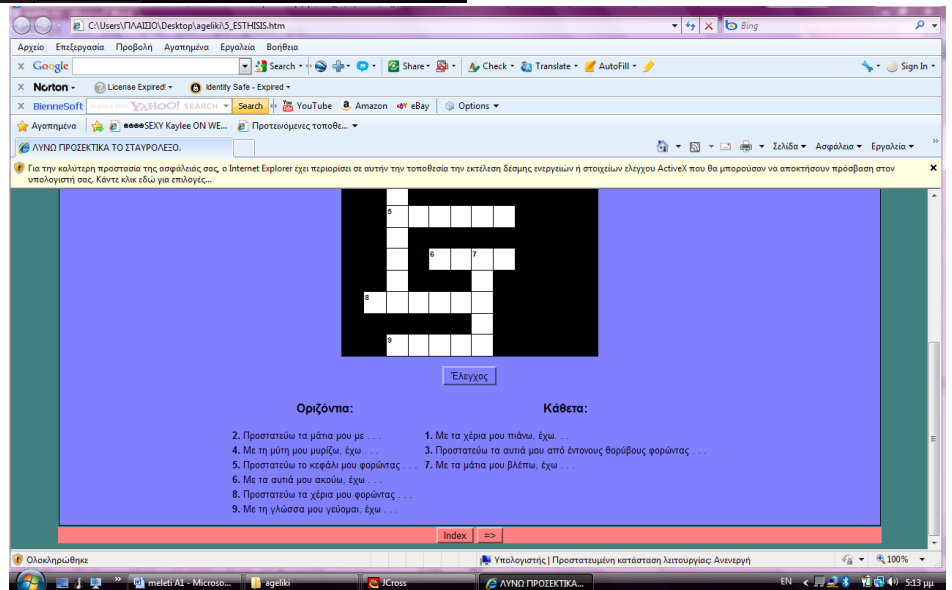 C:\Users\ΠΛΑΙΣΙΟ\Desktop\ageliki\5_ESTHISIS.htm
Bing
Αρχείο Επεξεργασία Προβολή Αγαπημένα Εργαλεία Βοήθεια
x Google Search Share Check Translate AutoFill Sign In
x Norton License Expired! Identity Safe - Expired
x BienneSoft explore with YAHOO! SEARCH Search YouTube Amazon eBay Options
Αγαπημένα SEXY Kaylee ON WE... Προτεινόμενες τοποθε...
ΛΥΝΩ ΠΡΟΣΕΚΤΙΚΑ ΤΟ ΣΤΑΥΡΟΛΕΞΟ. Σελίδα Ασφάλεια Εργαλεία »
Για την καλύτερη προστασία της ασφάλειάς σας, ο Internet Explorer έχει περιορίσει σε αυτήν την τοποθεσία την εκτέλεση δέσμης ενεργειών ή στοιχείων ελέγχου ActiveX που θα μπορούσαν να αποκτήσουν πρόσβαση στον
υπολογιστή σας. Κάντε κλικ εδώ για επιλογές...
5
6 7
8
9
Έλεγχος
Οριζόντια: Κάθετα:
2. Προστατεύω τα μάτια μου με . . . 1. Με τα χέρια μου πιάνω, έχω. . .
4. Με τη μύτη μου μυρίζω, έχω . . . 3. Προστατεύω τα αυτιά μου από έντονους θορύβους φορώντας . . .
5. Προστατεύω το κεφάλι μου φορώντας . . . 7. Με τα μάτια μου βλέπω, έχω . . .
6. Με τα αυτιά μου ακούω, έχω . . .
8. Προστατεύω τα χέρια μου φορώντας . . .
9. Με τη γλώσσα μου γεύομαι, έχω . . .
Index =>
Ολοκληρώθηκε Υπολογιστής | Προστατευμένη κατάσταση λειτουργίας: Ανενεργή 100%
» meleti A1 - Microso... ageliki JCross ΛΥΝΩ ΠΡΟΣΕΚΤΙΚΑ... EN < 5:13 μμ